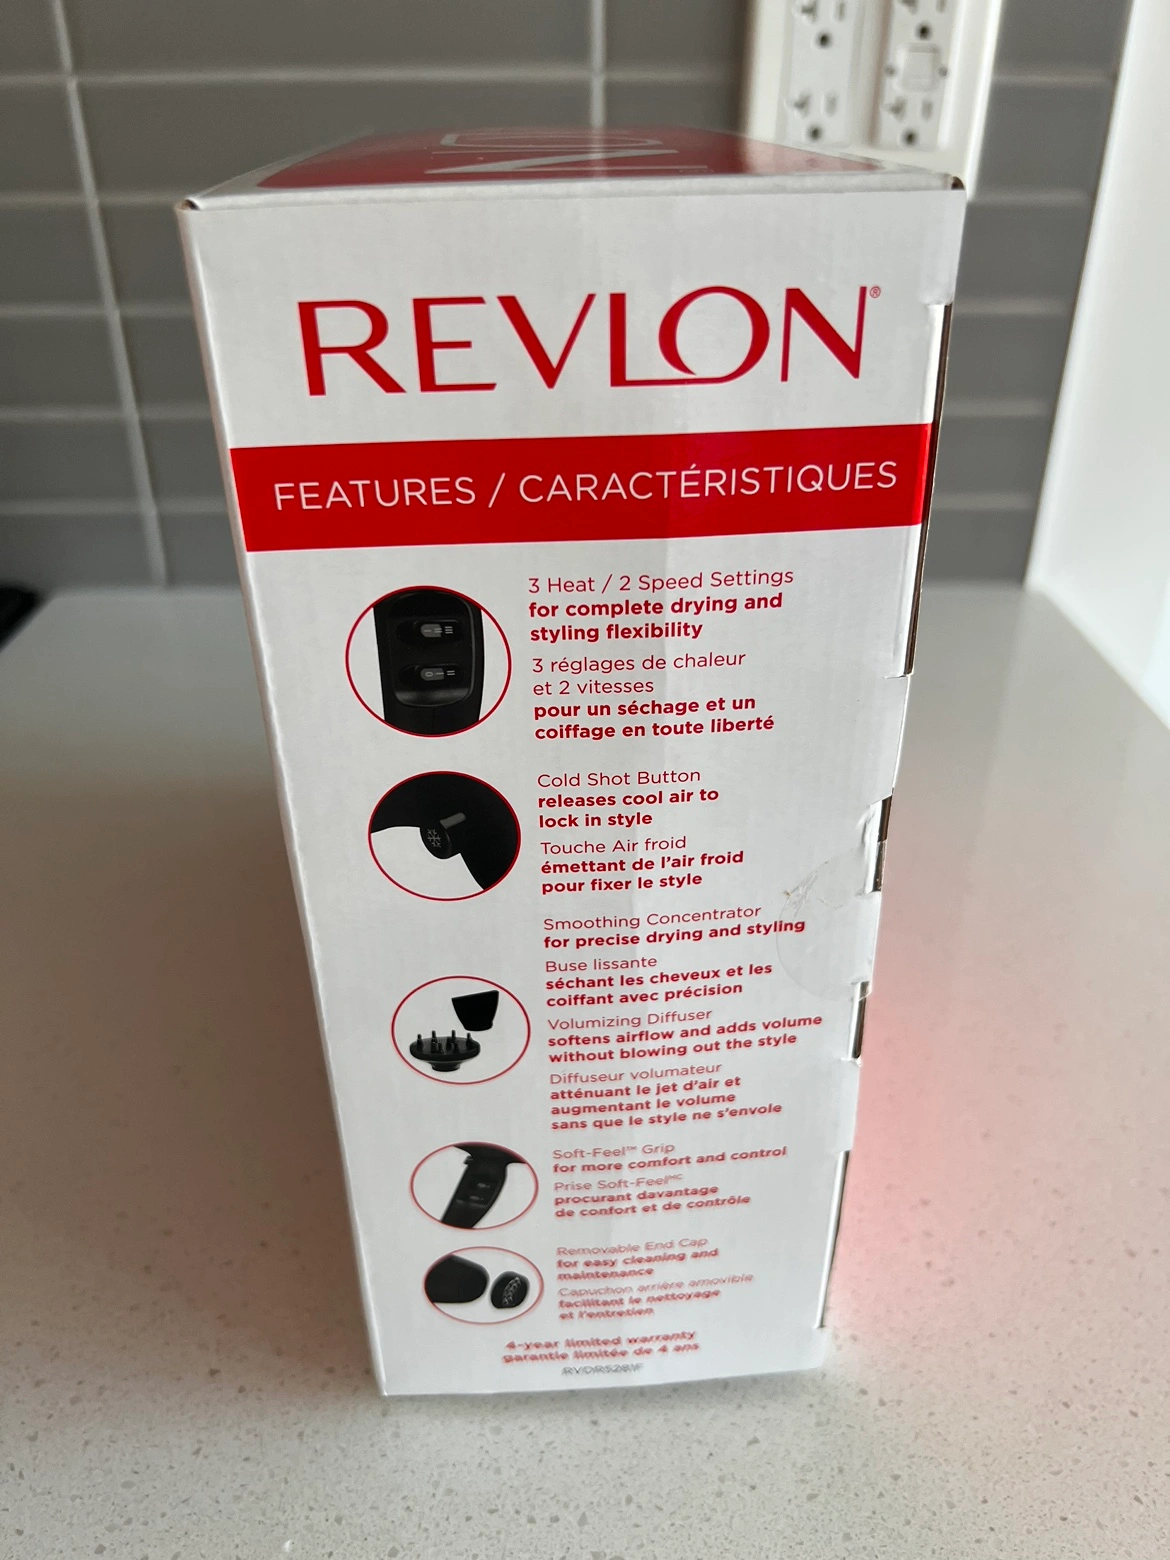 REVLON®
FEATURES / CARACTÉRISTIQUES
3 Heat / 2 Speed Settings
for complete drying and
styling flexibility
3 réglages de chaleur
et 2 vitesses
pour un séchage et un
coiffage en toute liberté
Cold Shot Button
releases cool air to
lock in style
Touche Air froid
émettant de l'air froid
pour fixer le style
Smoothing Concentrator
for precise drying and styling
Buse lissante
séchant les cheveux et les
coiffant avec précision
Volumizing Diffuser
softens airflow and adds volume
without blowing out the style
Diffuseur volumateur
atténuant le jet d'air et
augmentant le volume
sans que le style ne s'envole
Soft-Feel™ Grip
for more comfort and control
Prise Soft-Feel MC
procurant davantage
de confort et de contrôle
Removable End Cap
for easy cleaning and
maintenance
Capuchon arrière amovible
facilitant le nettoyage
et l'entretien
4-year limited warranty
garantie limitée de 4 ans